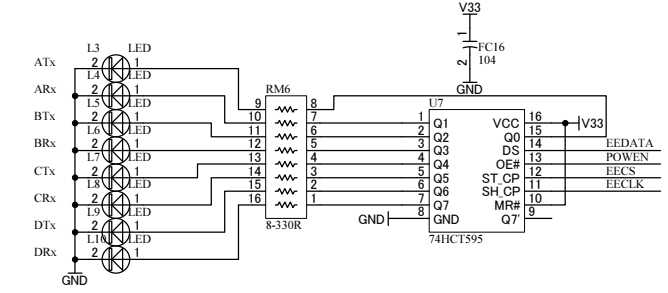 V33
1
FC16
104
2
GND
L3 LED
ATx 2 1
L4 LED
ARx 2 1
L5 LED
BTx 2 1
L6 LED
BRx 2 1
L7 LED
CTx 2 1
L8 LED
CRx 2 1
L9 LED
DTx 2 1
L10 LED
DRx 2 1
GND
RM6
9 8
10 7
11 6
12 5
13 4
14 3
15 2
16 1
8-330R
U7
1 Q1 VCC 16 V33
2 Q2 Q0 15
3 Q3 DS 14 EEDATA
4 Q4 OE# 13 POWEN
5 Q5 ST_CP 12 EECS
6 Q6 SH_CP 11 EECLK
7 Q7 MR# 10
GND 8 GND Q7' 9
74HCT595